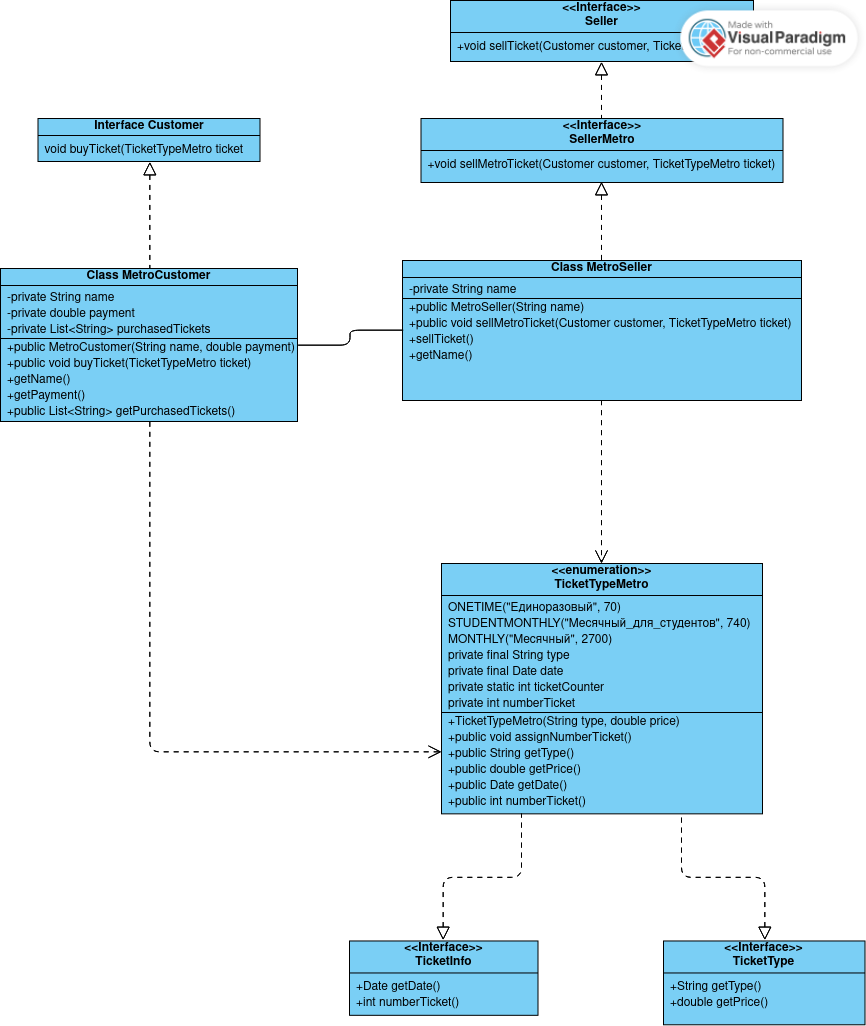 <<Interface>>
Seller
+void sellTicket(Customer customer,
Made with
VisualParadigm
For non-commercial use
Interface Customer
void buyTicket(TicketTypeMetro ticket
<<Interface>>
SellerMetro
+void sellMetroTicket(Customer customer, TicketTypeMetro ticket)
Class MetroCustomer
-private String name
-private double payment
-private List<String> purchasedTickets
+public MetroCustomer(String name, double payment)
+public void buyTicket(TicketTypeMetro ticket)
+getName()
+getPayment()
+public List<String> getPurchasedTickets()
Class MetroSeller
-private String name
+public MetroSeller(String name)
+public void sellMetroTicket(Customer customer, TicketTypeMetro ticket)
+sellTicket()
+getName()
<<enumeration>>
TicketTypeMetro
ONETIME("Единоразовый", 70)
STUDENTMONTHLY("Месячный_для_студентов", 740)
MONTHLY("Месячный", 2700)
private final String type
private final Date date
private static int ticketCounter
private int numberTicket
+TicketTypeMetro(String type, double price)
+public void assignNumberTicket()
+public String getType()
+public double getPrice()
+public Date getDate()
+public int numberTicket()
<<Interface>>
TicketInfo
+Date getDate()
+int numberTicket()
<<Interface>>
TicketType
+String getType()
+double getPrice()